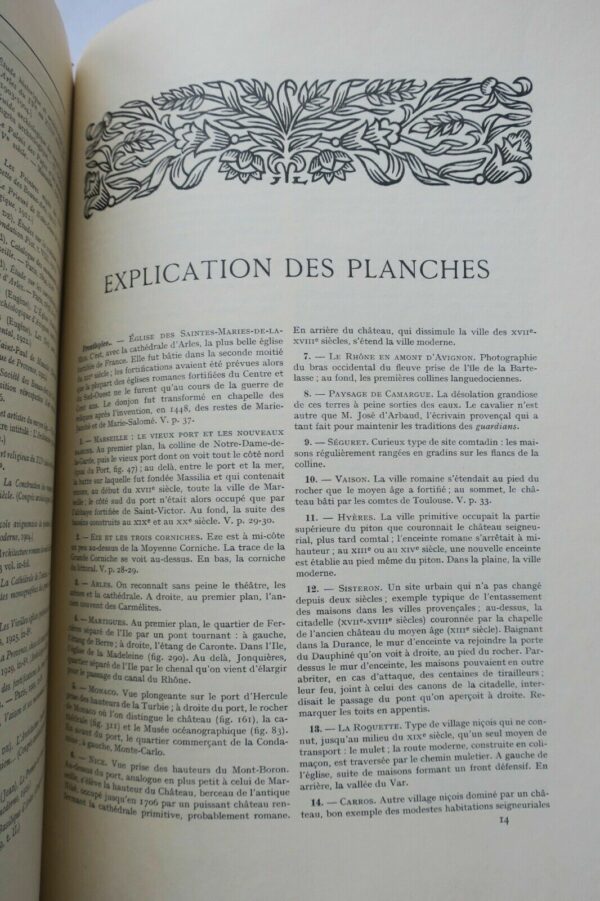 J L
EXPLICATION DES PLANCHES
Frontispice. — ÉGLISE DES SAINTES-MARIES-DE-LA-
MER. C'est, avec la cathédrale d'Arles, la plus belle église
fortifiée de France. Elle fut bâtie dans la seconde moitié
du XIIe siècle ; les fortifications avaient été prévues alors
que la plupart des églises romanes fortifiées du Centre et
du Sud-Ouest ne le furent qu'au cours de la guerre de
Cent ans. Le donjon fut transformé en chapelle des
reliques après l'invention, en 1448, des restes de Marie-
Jacobé et de Marie-Salomé. V. p. 37.
1. — MARSEILLE : LE VIEUX PORT ET LES NOUVEAUX
BASSINS. Au premier plan, la colline de Notre-Dame-de-
la-Garde, puis le vieux port dont on voit tout le côté nord
(quai du Port, fig. 47) ; au delà, entre le port et la mer,
la butte sur laquelle fut fondée Massilia et qui contenait
encore, au début du XVIIe siècle, toute la ville de Mar-
seille ; le côté sud du port n'était alors occupé que par
l'abbaye fortifiée de Saint-Victor. Au fond, la suite des
bassins construits au XIXe et au XXe siècle. V. p. 29-30.
2. — EZE ET LES TROIS CORNICHES. Eze est à mi-côte
un peu au-dessus de la Moyenne Corniche. La trace de la
Grande Corniche se voit au-dessus. En bas, la corniche
du littoral. V. p. 28-29.
3. — ARLES. On reconnaît sans peine le théâtre, les
arènes et la cathédrale. A droite, au premier plan, l'an-
cien couvent des Carmélites.
4. — MARTIGUES. Au premier plan, le quartier de Fer-
rières séparé de l'Ile par un pont tournant : à gauche,
l'étang de Berre ; à droite, l'étang de Caronte. Dans l'Ile,
l'église de la Madeleine (fig. 290). Au delà, Jonquières,
quartier séparé de l'Ile par le chenal qu'on vient d'élargir
pour le passage du canal du Rhône.
5. — MONACO. Vue plongeante sur le port d'Hercule
prise des hauteurs de la Turbie ; à droite du port, le rocher
de Monaco où l'on distingue le château (fig. 161), la ca-
thédrale (fig. 311) et le Musée océanographique (fig. 83).
En avant du port, le quartier commerçant de la Conda-
mine ; à gauche, Monte-Carlo.
6. — NICE. Vue prise des hauteurs du Mont-Boron.
Au-dessus du port, analogue en plus petit à celui de Mar-
seille, s'élève la hauteur du Château, berceau de l'antique
Nikê, occupé jusqu'en 1706 par un puissant château ren-
fermant la cathédrale primitive, probablement romane.
En arrière du château, qui dissimule la ville des XVIIe-
XVIIIe siècles, s'étend la ville moderne.
7. — LE RHÔNE EN AMONT D'AVIGNON. Photographie
du bras occidental du fleuve prise de l'île de la Barte-
lasse ; au fond, les premières collines languedociennes.
8. — PAYSAGE DE CAMARGUE. La désolation grandiose
de ces terres à peine sorties des eaux. Le cavalier n'est
autre que M. José d'Arbaud, l'écrivain provençal qui a
tant fait pour maintenir les traditions des guardians.
9. — SÉGURET. Curieux type de site comtadin : les mai-
sons régulièrement rangées en gradins sur les flancs de
la colline.
10. — VAISON. La ville romaine s'étendait au pied du
rocher que le moyen âge a fortifié ; au sommet, le châ-
teau bâti par les comtes de Toulouse. V. p. 33.
11. — HYÈRES. La ville primitive occupait la partie
supérieure du piton que couronnait le château seigneu-
rial, plus tard comtal ; l'enceinte romane s'arrêtait à mi-
hauteur ; au XIIIe ou au XIVe siècle, une nouvelle enceinte
est établie au pied même du piton. Dans la plaine, la ville
moderne.
12. — SISTERON. Un site urbain qui n'a pas changé
depuis deux siècles ; exemple typique de l'entassement
des maisons dans les villes provençales ; au-dessus, la
citadelle (XVIe-XVIIe siècles) couronnée par la chapelle
de l'ancien château du moyen âge (XIIIe siècle). Baignant
dans la Durance, le mur d'enceinte va rejoindre la porte
du Dauphiné qu'on voit à droite, au pied du rocher. Par-
dessus le mur d'enceinte, les maisons pouvaient en outre
abriter, en cas d'attaque, des centaines de tirailleurs ;
leur feu, joint à celui des canons de la citadelle, inter-
disait le passage du pont qu'on aperçoit à droite. Re-
marquer les toits en appentis.
13. — LA ROQUETTE. Type de village niçois qui ne con-
nut, jusqu'au milieu du XIXe siècle, qu'un seul moyen de
transport : le mulet ; la route moderne, construite en coli-
maçon, est traversée par le chemin muletier. A gauche de
l'église, suite de maisons formant un front défensif. En
arrière, la vallée du Var.
14. — CARROS. Autre village niçois dominé par un châ-
teau, bon exemple des modestes habitations seigneuriales
14